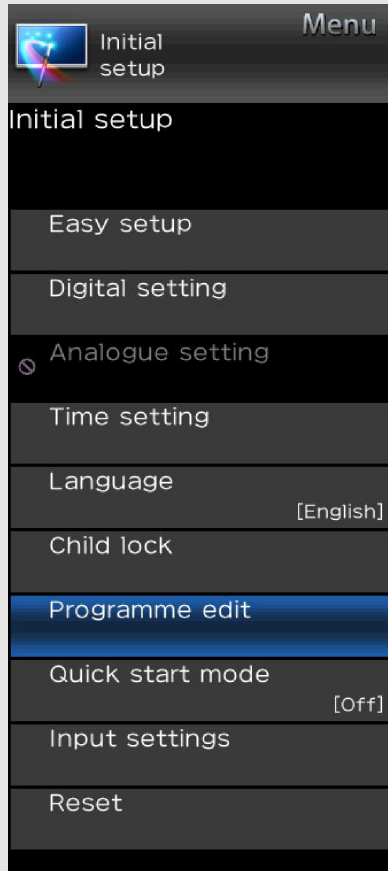 Menu
Initial
setup
Initial setup
Easy setup
Digital setting
Analogue setting
Time setting
Language
[English]
Child lock
Programme edit
Quick start mode
[Off]
Input settings
Reset